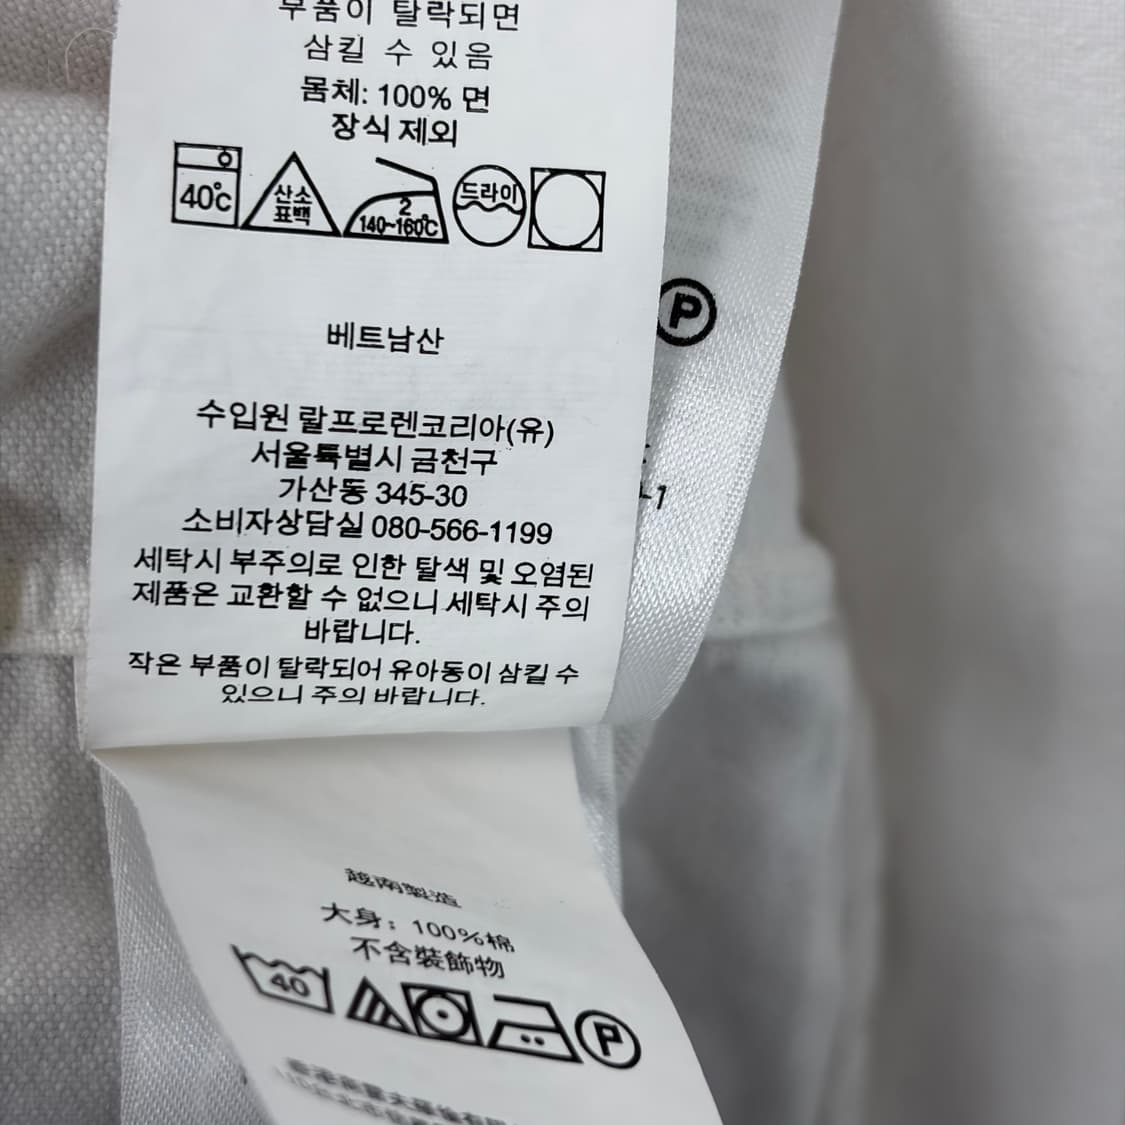 부품이 탈락되면
삼킬 수 있음
몸체: 100% 면
장식 제외
40℃
산소
표백
2
140~160℃
드라이
P
베트남산
수입원 랄프로렌코리아(유)
서울특별시 금천구
가산동 345-30
-1
소비자상담실 080-566-1199
세탁시 부주의로 인한 탈색 및 오염된
제품은 교환할 수 없으니 세탁시 주의
바랍니다.
작은 부품이 탈락되어 유아동이 삼킬 수
있으니 주의 바랍니다.
越南製造
大身: 100%棉
不含裝飾物
40
P